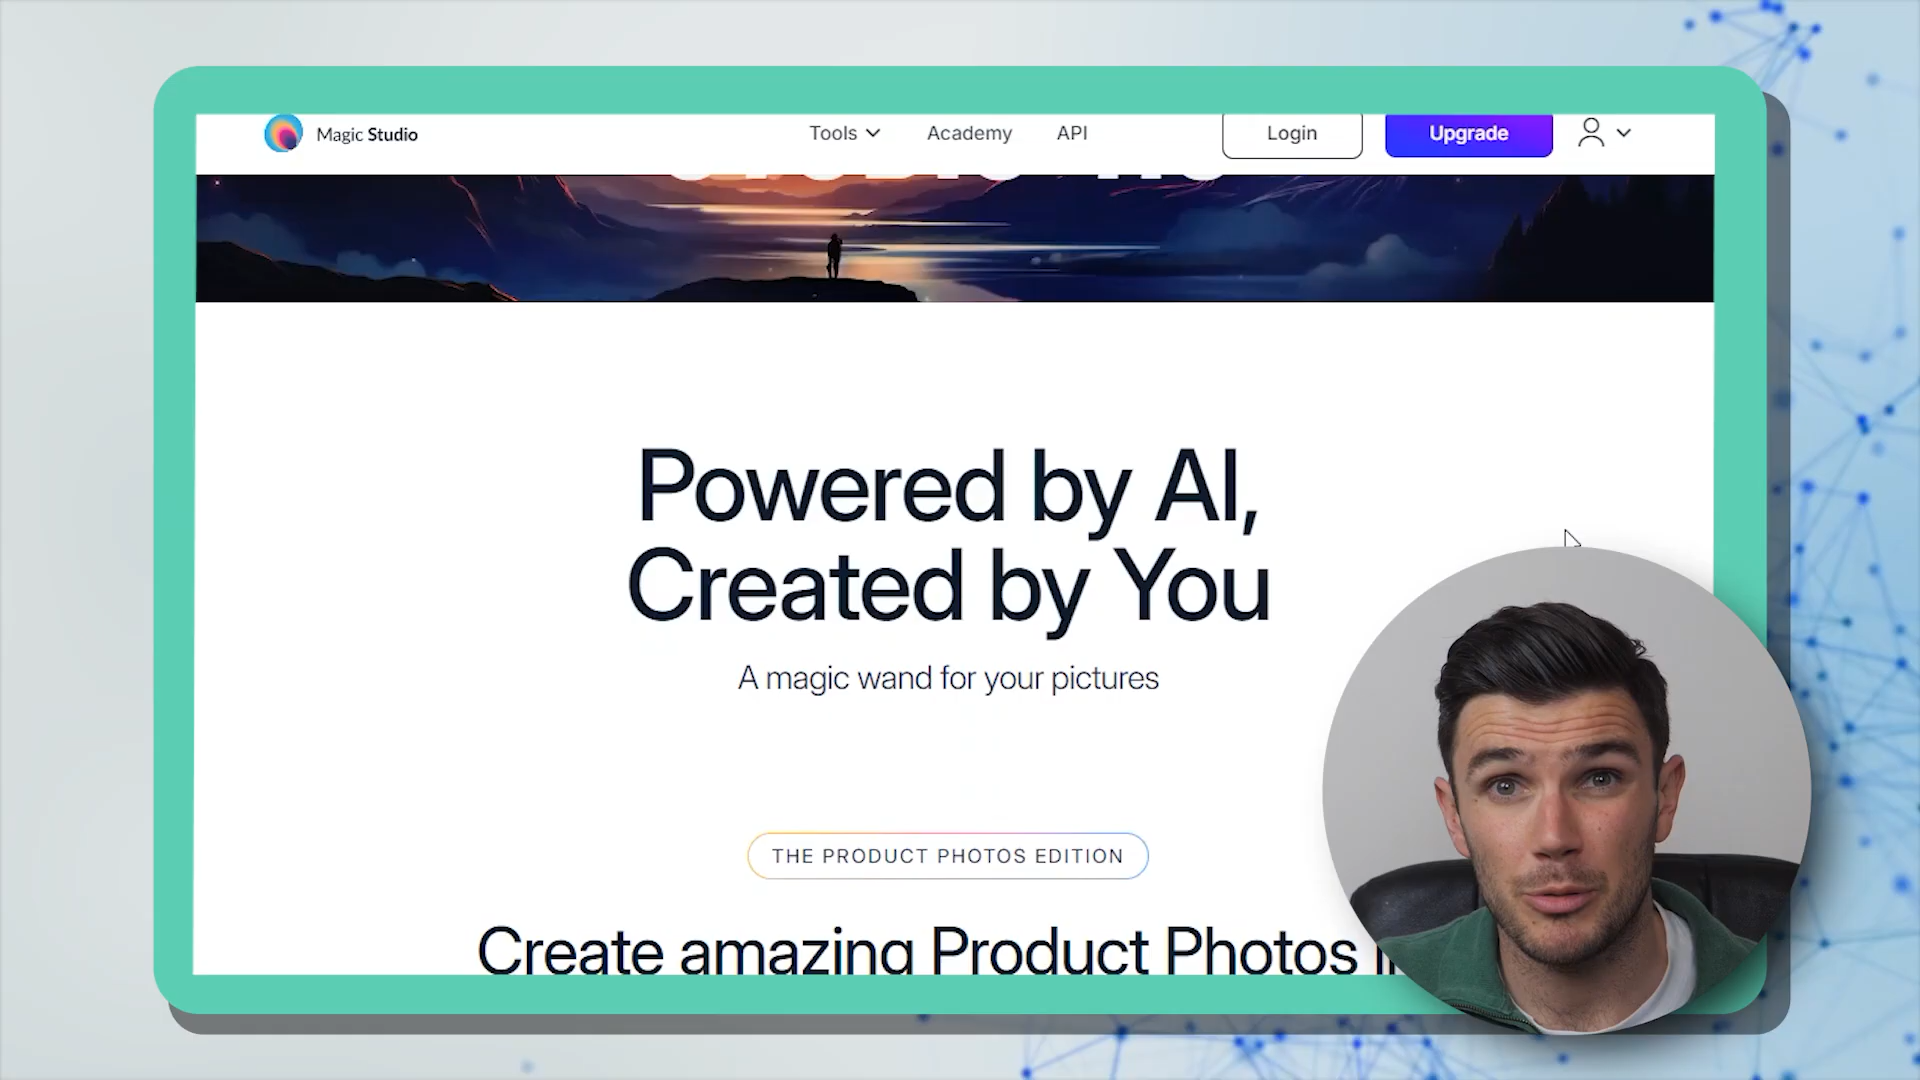 Magic Studio
Tools
Academy
API
Login
Upgrade
Powered by AI,
Created by You
A magic wand for your pictures
THE PRODUCT PHOTOS EDITION
Create amazing Product Photos